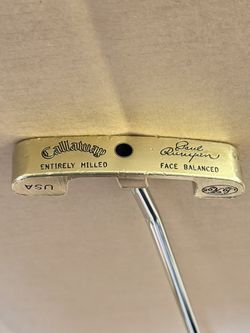 Callaway
ENTIRELY MILLED
Paul Runyan
FACE BALANCED
USA